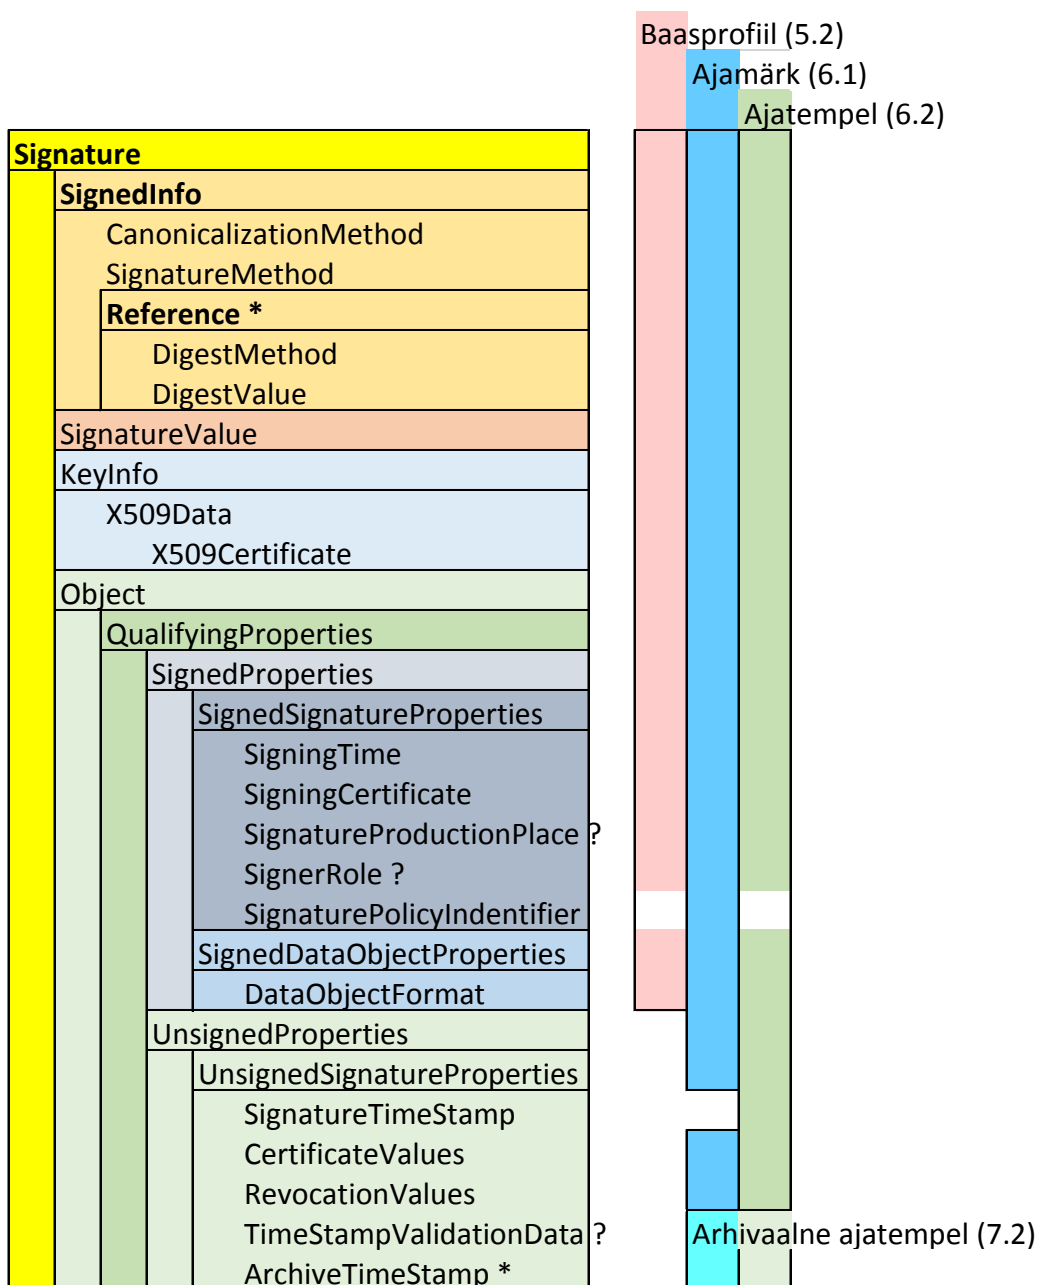 Baasprofiil (5.2)
Ajamärk (6.1)
Ajatempel (6.2)
Signature
SignedInfo
CanonicalizationMethod
SignatureMethod
Reference *
DigestMethod
DigestValue
SignatureValue
KeyInfo
X509Data
X509Certificate
Object
QualifyingProperties
SignedProperties
SignedSignatureProperties
SigningTime
SigningCertificate
SignatureProductionPlace ?
SignerRole ?
SignaturePolicyIndentifier
SignedDataObjectProperties
DataObjectFormat
UnsignedProperties
UnsignedSignatureProperties
SignatureTimeStamp
CertificateValues
RevocationValues
TimeStampValidationData ? Arhivaalne ajatempel (7.2)
ArchiveTimeStamp *